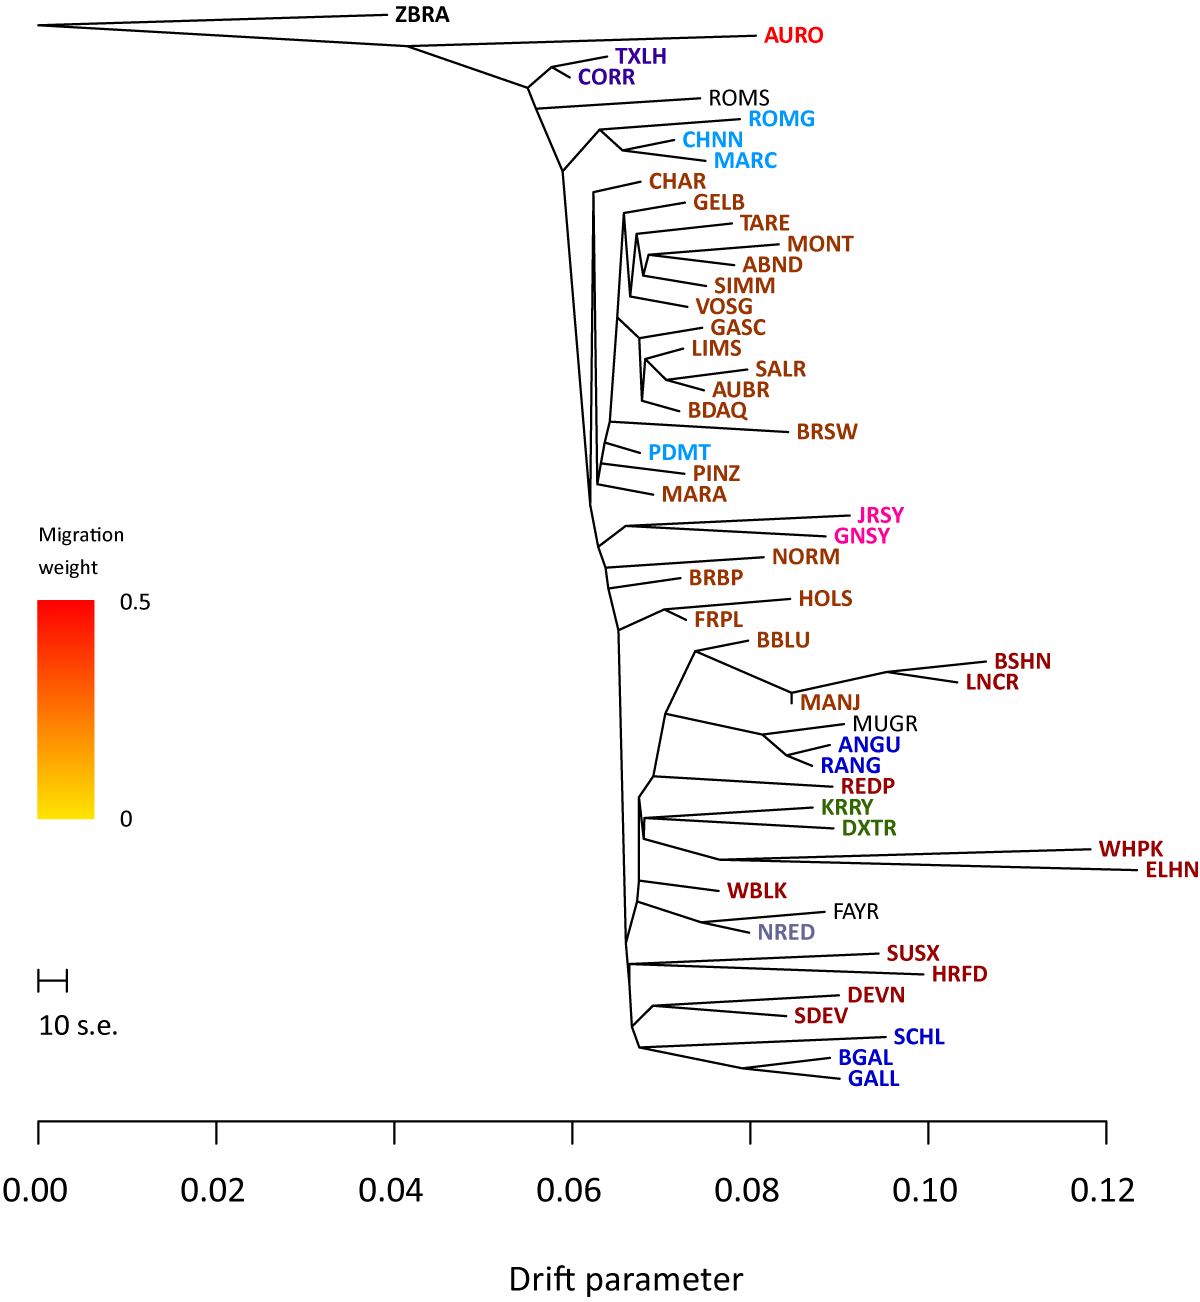 ZBRA
AURO
TXLH
CORR
ROMS
ROMG
CHNN
MARC
CHAR
GELB
TARE
MONT
ABND
SIMM
VOSG
GASC
LIMS
SALR
AUBR
BDAQ
BRSW
PDMT
PINZ
MARA
JRSY
GNSY
NORM
BRBP
HOLS
FRPL
BBLU
BSHN
LNCR
MANJ
MUGR
ANGU
RANG
REDP
KRRY
DXTR
WHPK
ELHN
WBLK
FAYR
NRED
SUSX
HRFD
DEVN
SDEV
SCHL
BGAL
GALL
Migration
weight
0.5
0
10 s.e.
0.00 0.02 0.04 0.06 0.08 0.10 0.12
Drift parameter